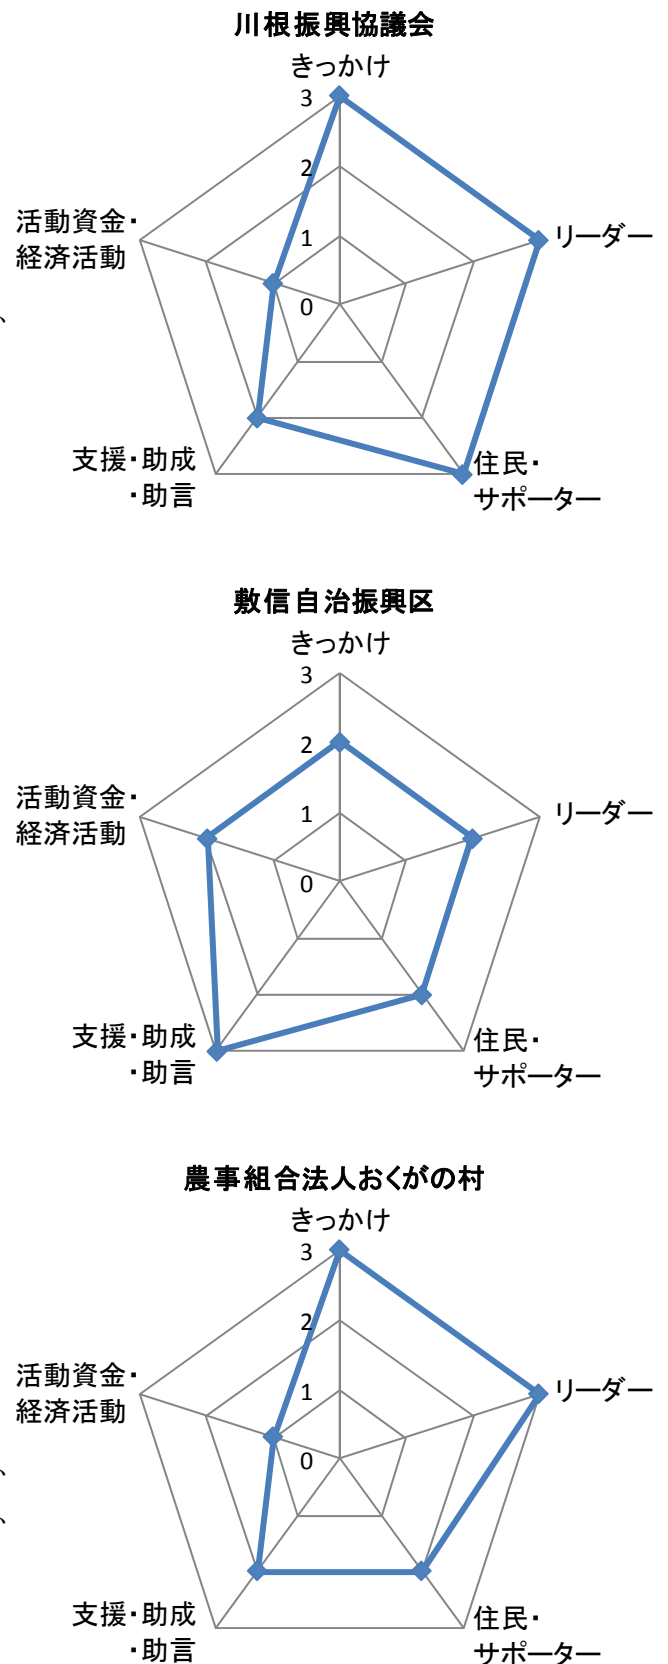 川根振興協議会
きっかけ
3
2
1
0
リーダー
活動資金・
経済活動
、
支援・助成
・助言
住民・
サポーター
敷信自治振興区
きっかけ
3
2
1
0
リーダー
活動資金・
経済活動
支援・助成
・助言
住民・
サポーター
農事組合法人おくがの村
きっかけ
3
2
1
0
リーダー
活動資金・
経済活動
、
、
支援・助成
・助言
住民・
サポーター